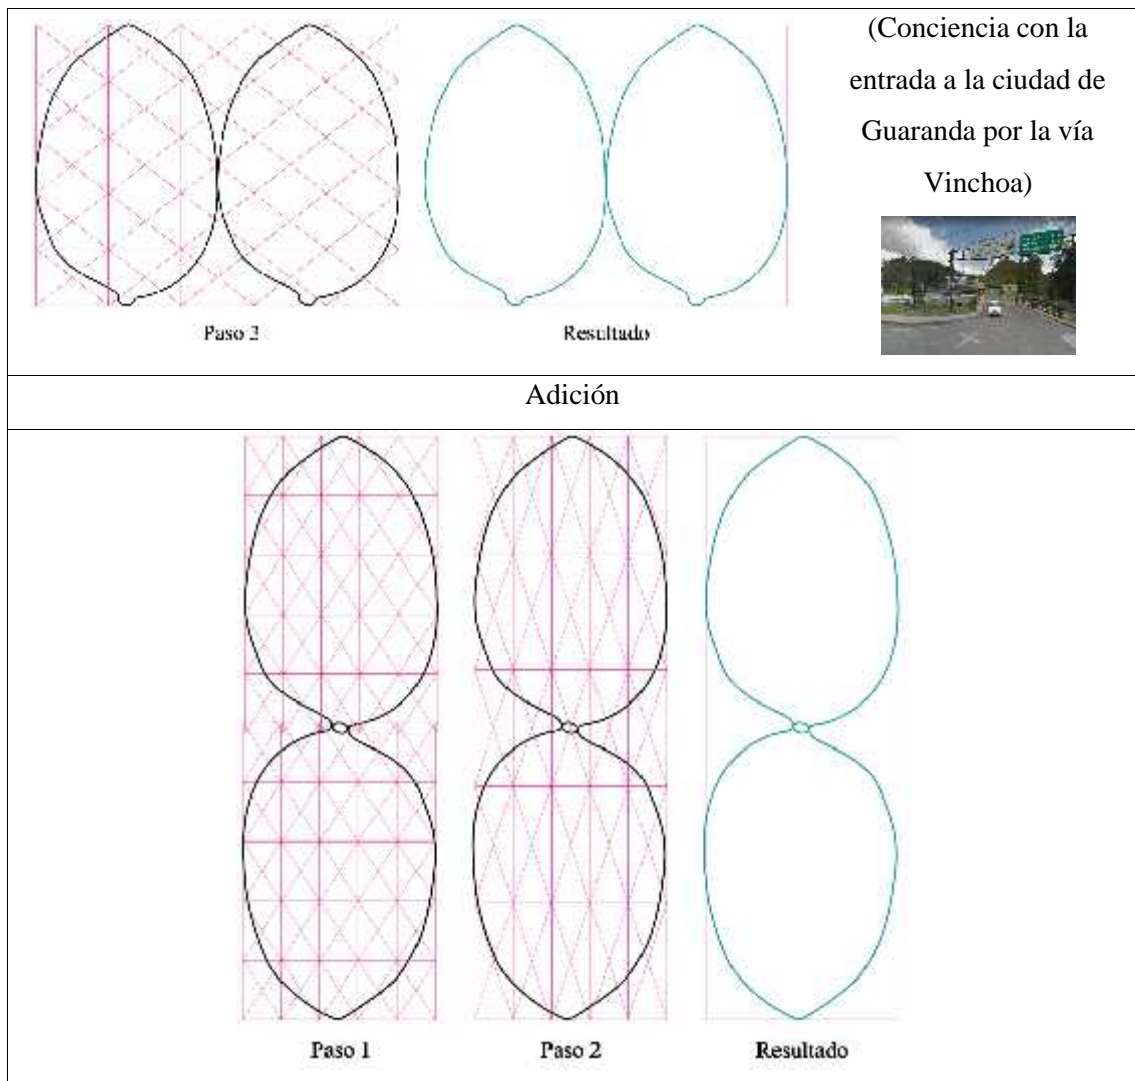 (Conciencia con la
entrada a la ciudad de
Guaranda por la vía
Vinchoa)
Paso 3
Resultado
Adición
Paso 1
Paso 2
Resultado